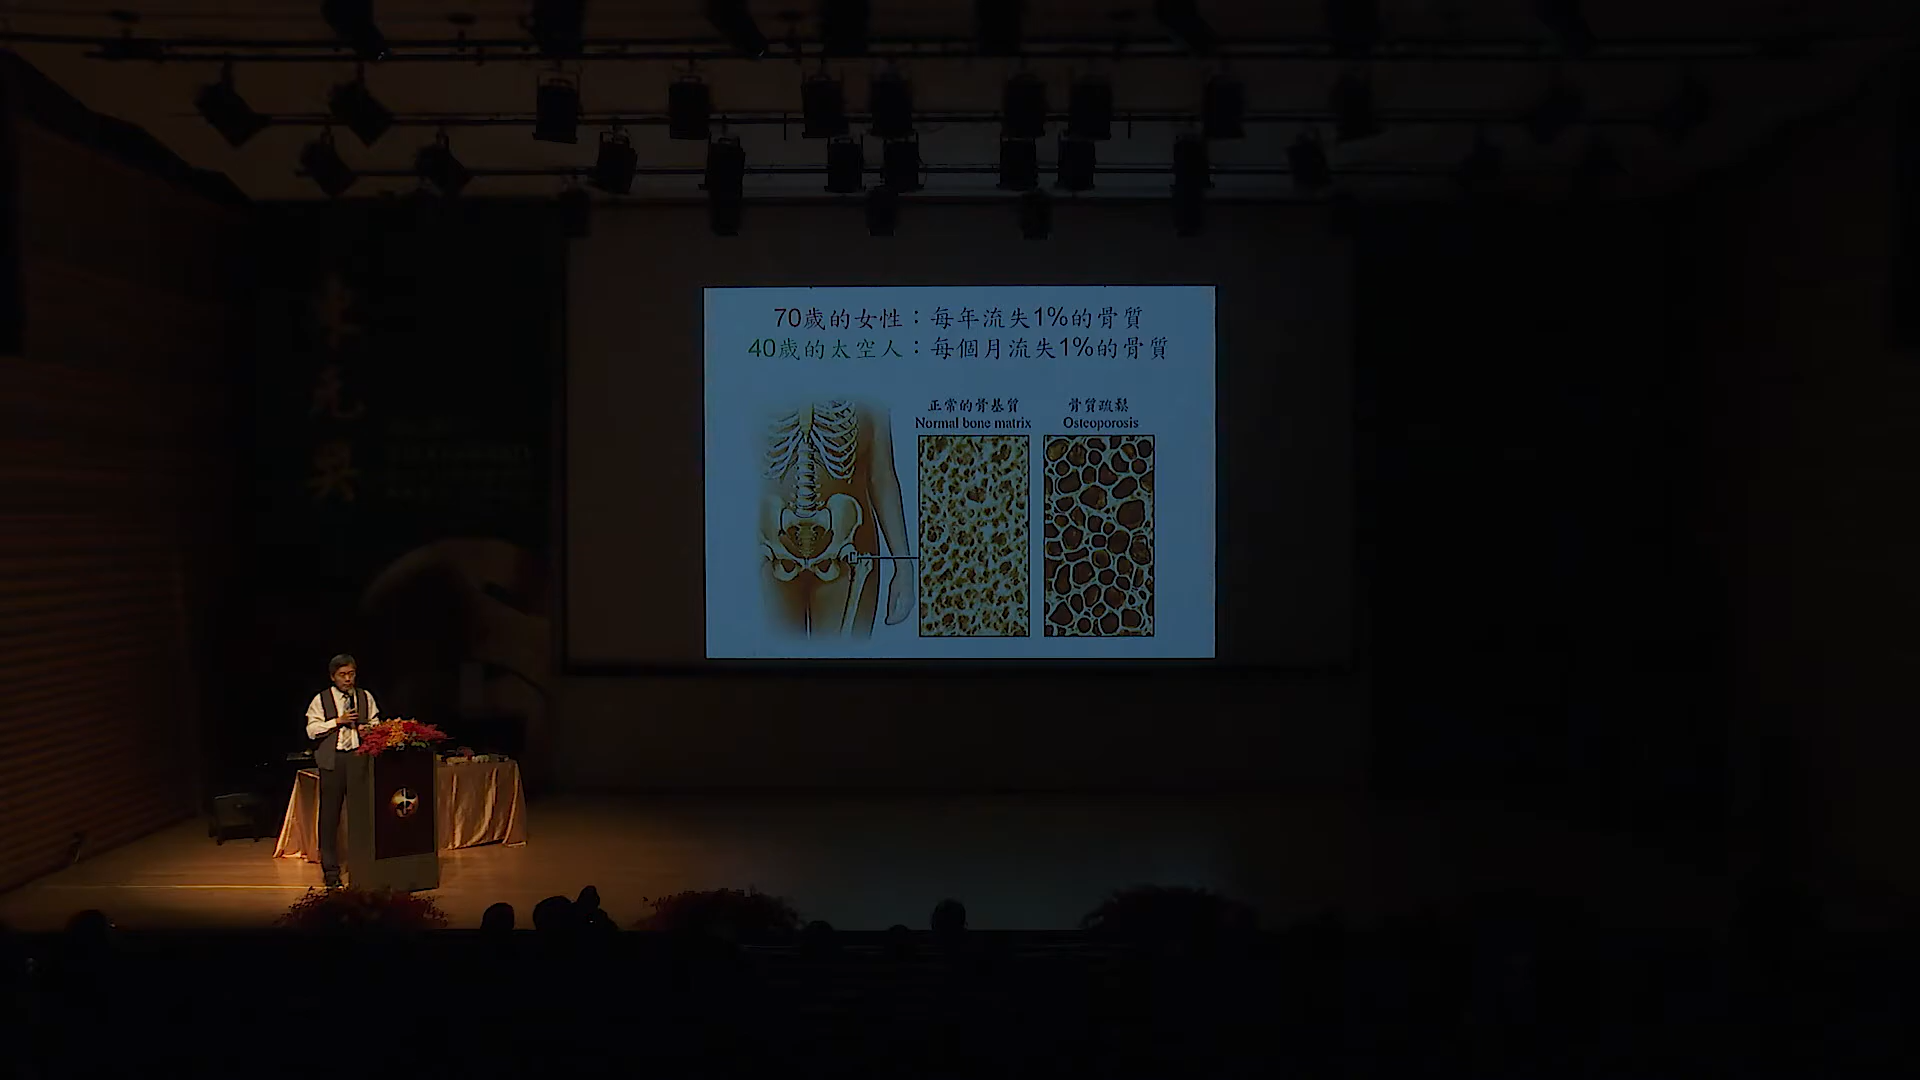 70歲的女性：每年流失1%的骨質
40歲的太空人：每個月流失1%的骨質
正常的骨基質
Normal bone matrix
骨質疏鬆
Osteoporosis